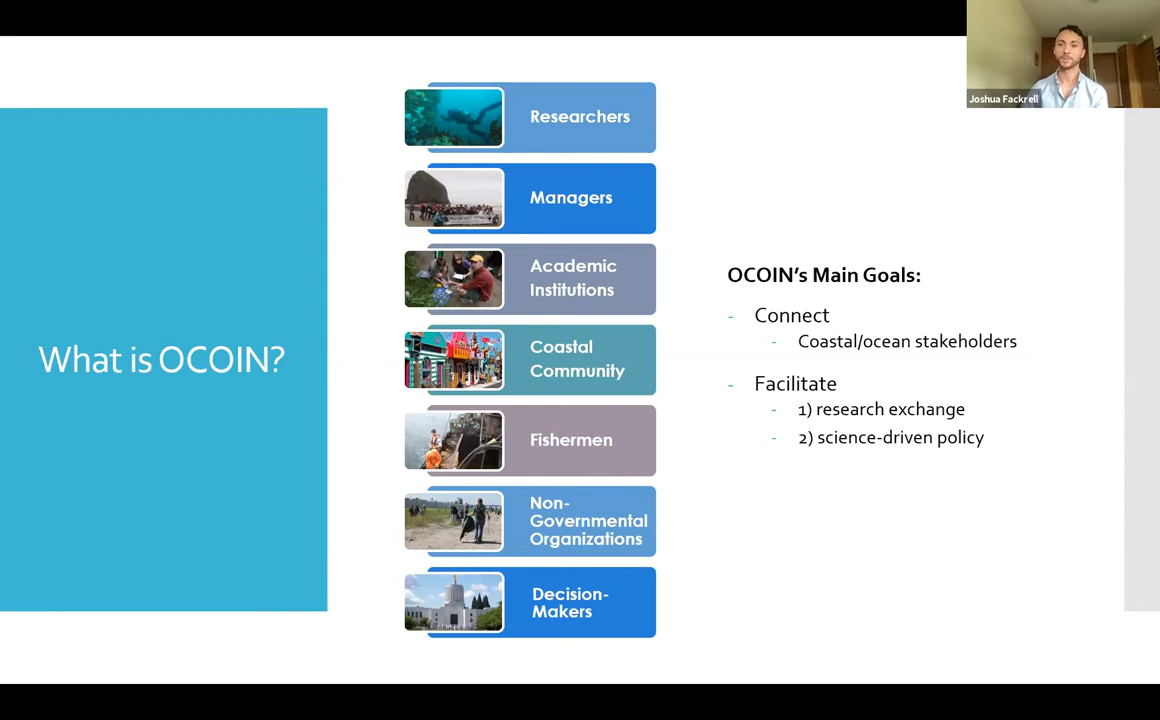 Joshua Fackrell
What is OCOIN?
Researchers
Managers
Academic
Institutions
Coastal
Community
Fishermen
Non-
Governmental
Organizations
Decision-
Makers
OCOIN’s Main Goals:
- Connect
- Coastal/ocean stakeholders
- Facilitate
- 1) research exchange
- 2) science-driven policy